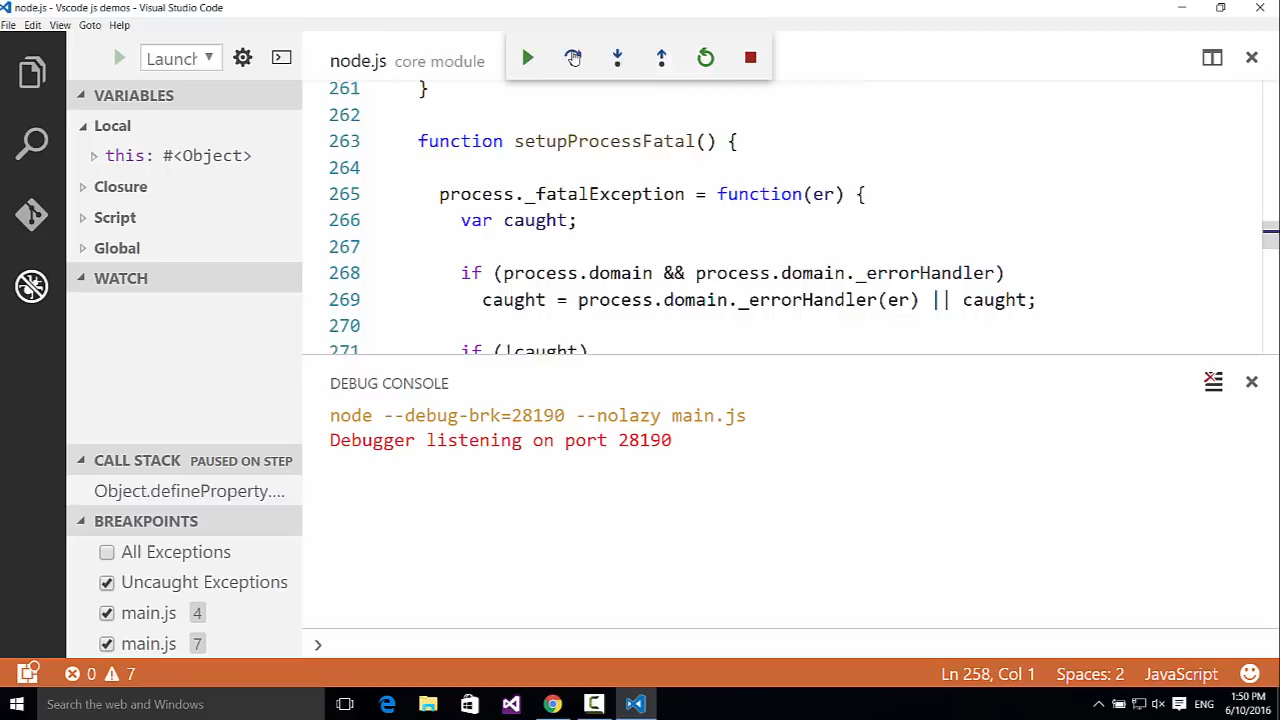 node.js - Vscode js demos - Visual Studio Code
File Edit View Goto Help
Launch
node.js core module
VARIABLES
Local
this: #<Object>
Closure
Script
Global
WATCH
CALL STACK PAUSED ON STEP
Object.defineProperty....
BREAKPOINTS
All Exceptions
Uncaught Exceptions
main.js 4
main.js 7
261 }
262
263 function setupProcessFatal() {
264
265 process._fatalException = function(er) {
266 var caught;
267
268 if (process.domain && process.domain._errorHandler)
269 caught = process.domain._errorHandler(er) || caught;
270
271 if (!caught)
DEBUG CONSOLE
node --debug-brk=28190 --nolazy main.js
Debugger listening on port 28190
0 7
Ln 258, Col 1 Spaces: 2 JavaScript
Search the web and Windows
ENG
1:50 PM
6/10/2016